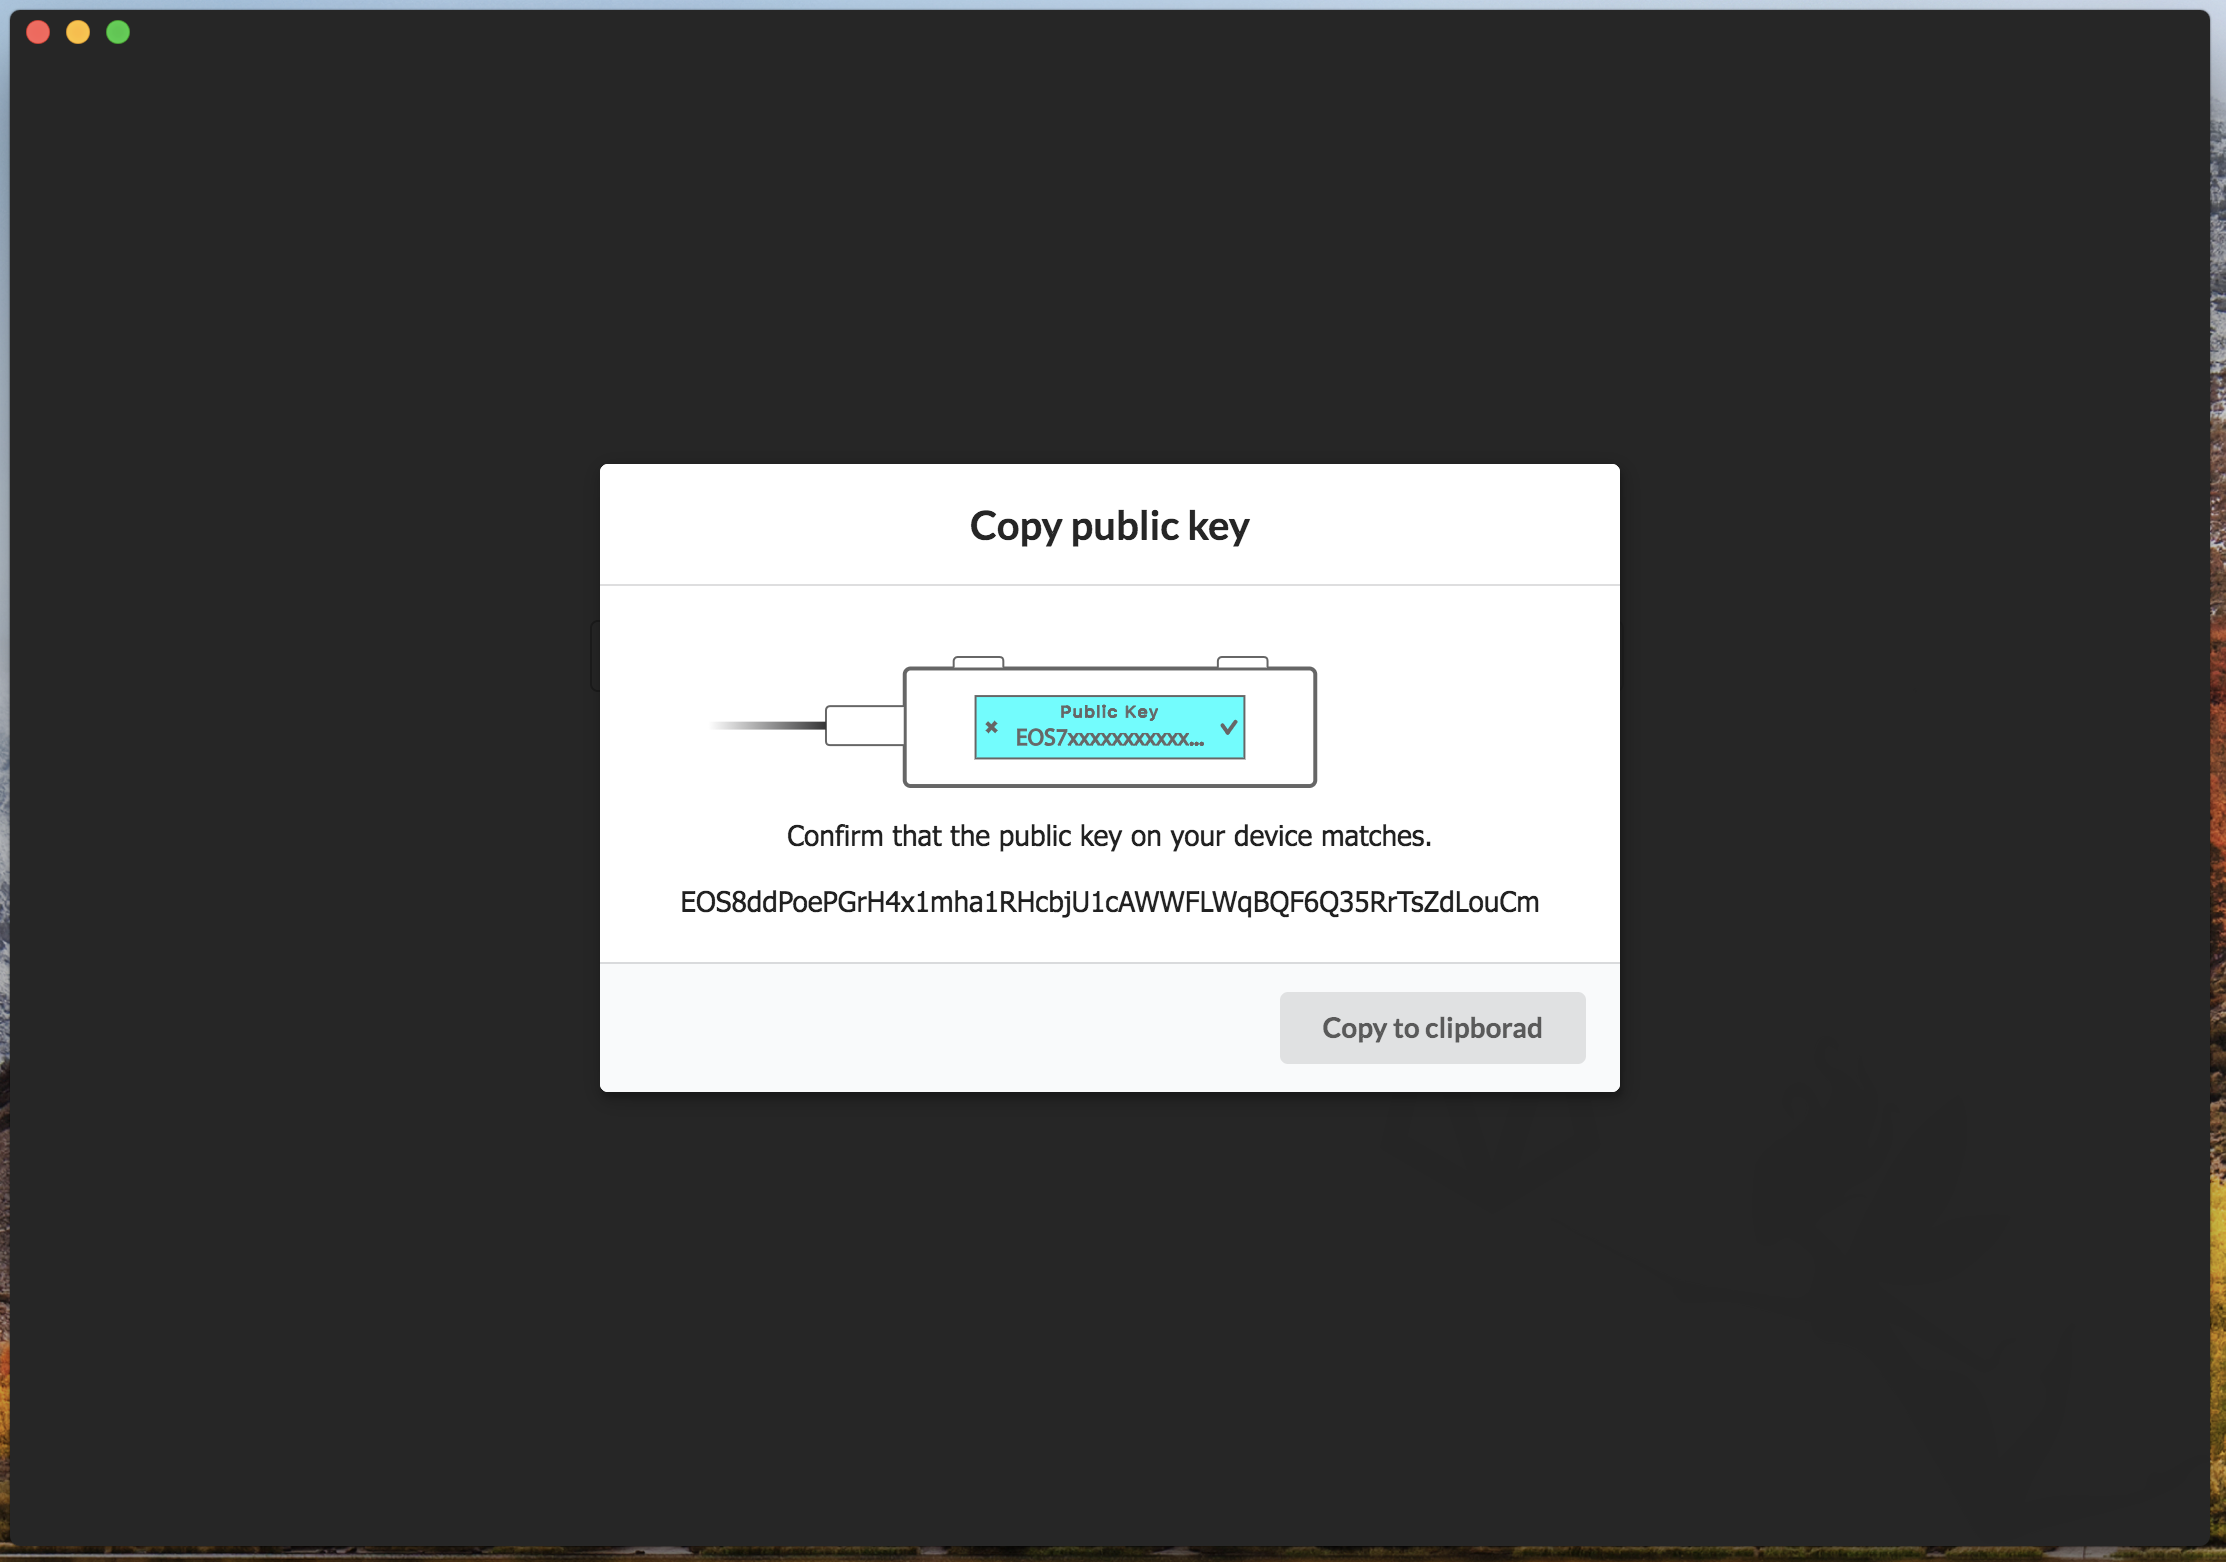 Copy public key
Public Key
EOS7xxxxxxxxxxx...
Confirm that the public key on your device matches.
EOS8ddPoePGrH4x1mha1RHcbjU1cAWWFLWqBQF6Q35RrTsZdLouCm
Copy to clipborad